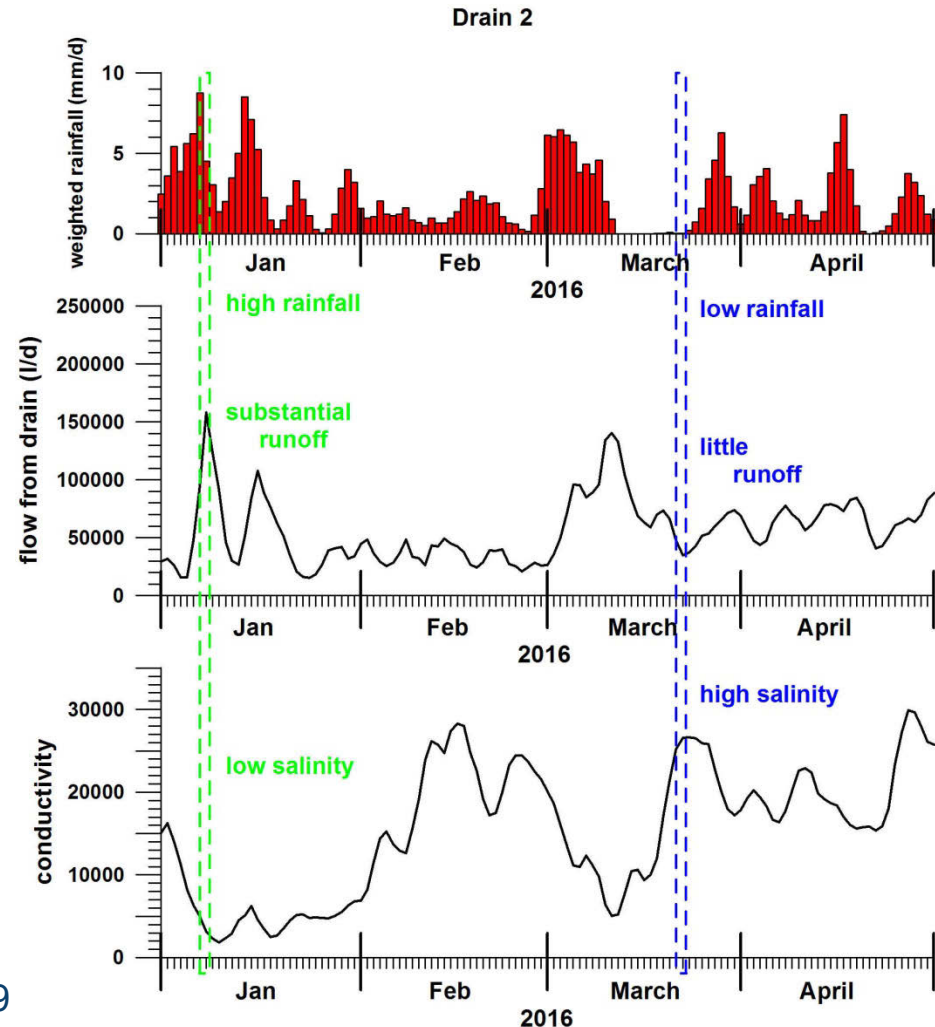 Drain 2
weighted rainfall (mm/d)
10
5
0
Jan Feb March April
2016
high rainfall
low rainfall
flow from drain (l/d)
250000
200000
150000
100000
50000
0
substantial
runoff
little
runoff
Jan Feb March April
2016
conductivity
30000
20000
10000
0
high salinity
low salinity
Jan Feb March April
2016
9